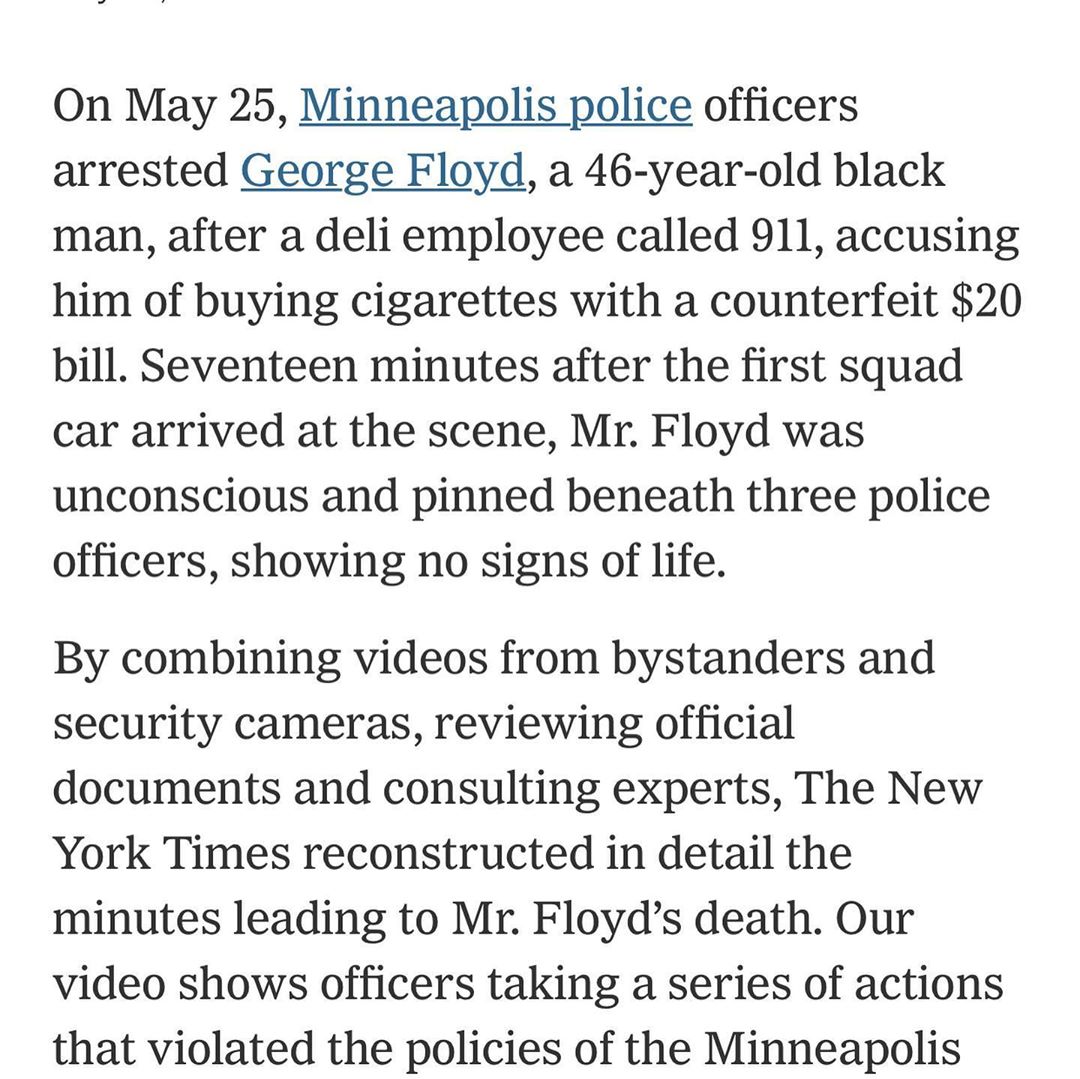 On May 25, Minneapolis police officers
arrested George Floyd, a 46-year-old black
man, after a deli employee called 911, accusing
him of buying cigarettes with a counterfeit $20
bill. Seventeen minutes after the first squad
car arrived at the scene, Mr. Floyd was
unconscious and pinned beneath three police
officers, showing no signs of life.
By combining videos from bystanders and
security cameras, reviewing official
documents and consulting experts, The New
York Times reconstructed in detail the
minutes leading to Mr. Floyd’s death. Our
video shows officers taking a series of actions
that violated the policies of the Minneapolis